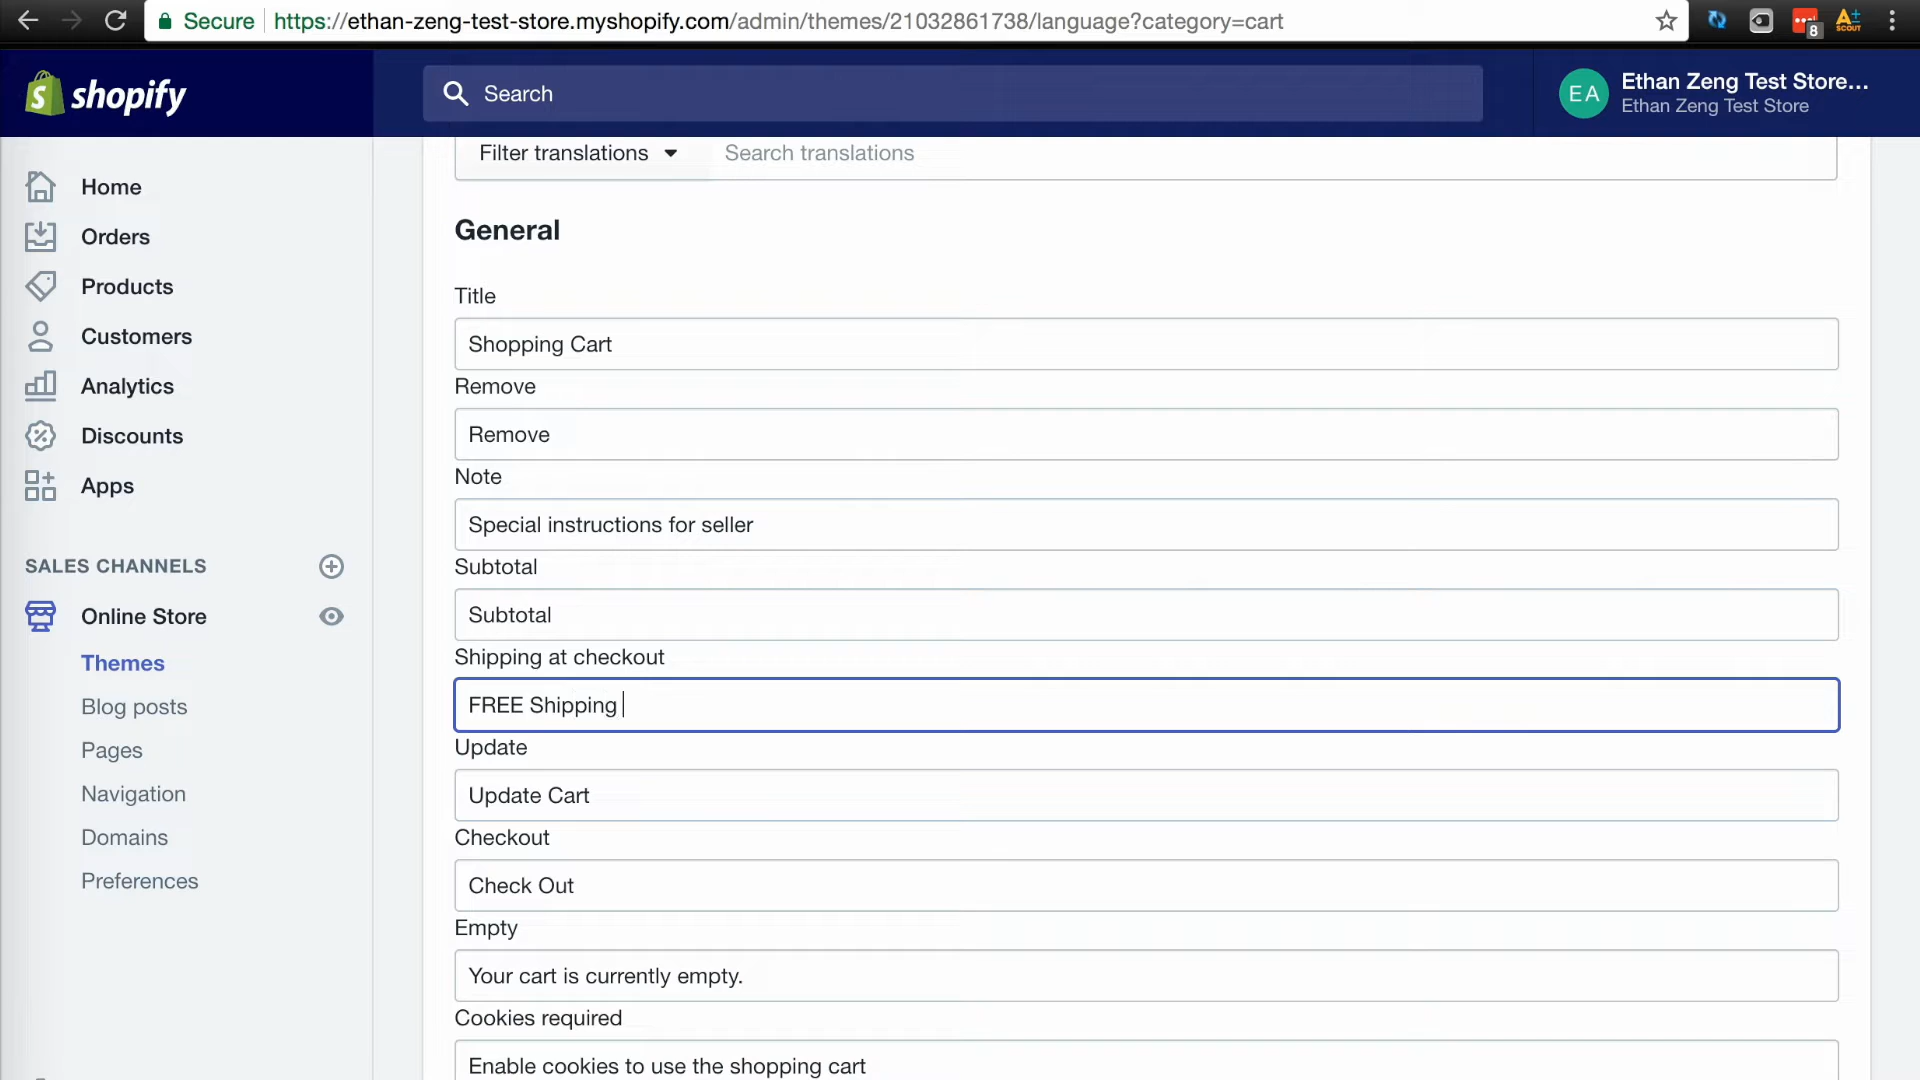 Secure https://ethan-zeng-test-store.myshopify.com/admin/themes/21032861738/language?category=cart
8
A±
SCOUT
shopify
Search
EA
Ethan Zeng Test Store...
Ethan Zeng Test Store
Home
Orders
Products
Customers
Analytics
Discounts
Apps
SALES CHANNELS
Online Store
Themes
Blog posts
Pages
Navigation
Domains
Preferences
Filter translations
Search translations
General
Title
Shopping Cart
Remove
Remove
Note
Special instructions for seller
Subtotal
Subtotal
Shipping at checkout
FREE Shipping
Update
Update Cart
Checkout
Check Out
Empty
Your cart is currently empty.
Cookies required
Enable cookies to use the shopping cart